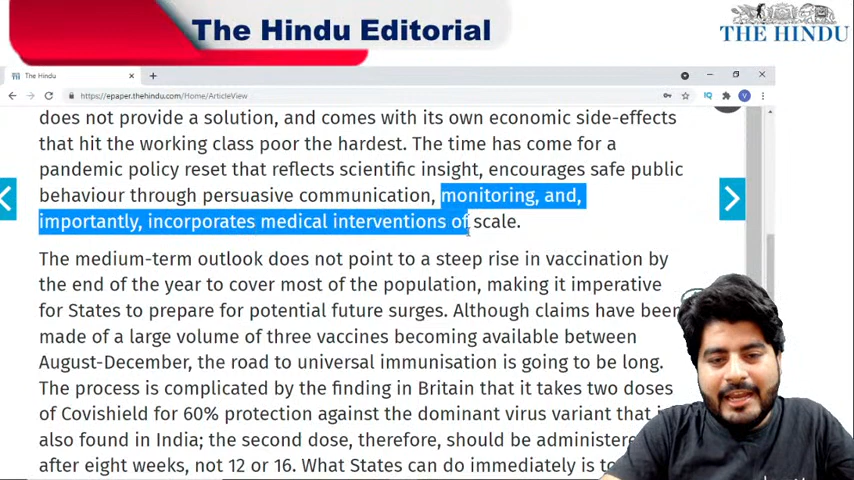 The Hindu Editorial
THE HINDU
The Hindu
https://epaper.thehindu.com/Home/ArticleView
does not provide a solution, and comes with its own economic side-effects
that hit the working class poor the hardest. The time has come for a
pandemic policy reset that reflects scientific insight, encourages safe public
behaviour through persuasive communication, monitoring, and,
importantly, incorporates medical interventions of scale.
The medium-term outlook does not point to a steep rise in vaccination by
the end of the year to cover most of the population, making it imperative
for States to prepare for potential future surges. Although claims have been
made of a large volume of three vaccines becoming available between
August-December, the road to universal immunisation is going to be long.
The process is complicated by the finding in Britain that it takes two doses
of Covishield for 60% protection against the dominant virus variant that
also found in India; the second dose, therefore, should be administere
after eight weeks, not 12 or 16. What States can do immediately is to